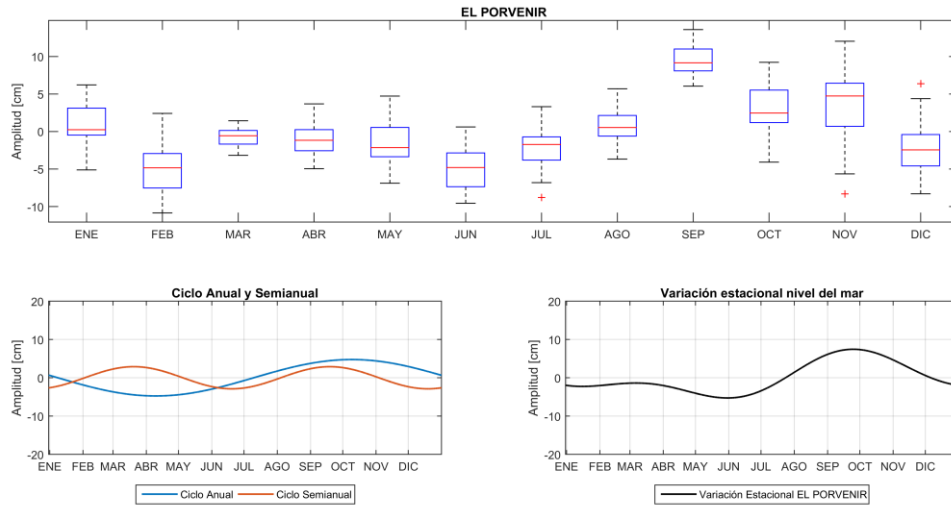 EL PORVENIR
Amplitud [cm]
10
5
0
-5
-10
ENE FEB MAR ABR MAY JUN JUL AGO SEP OCT NOV DIC
Ciclo Anual y Semianual
Amplitud [cm]
20
10
0
-10
-20
ENE FEB MAR ABR MAY JUN JUL AGO SEP OCT NOV DIC
Ciclo Anual Ciclo Semianual
Variación estacional nivel del mar
Amplitud [cm]
20
10
0
-10
-20
ENE FEB MAR ABR MAY JUN JUL AGO SEP OCT NOV DIC
Variación Estacional EL PORVENIR